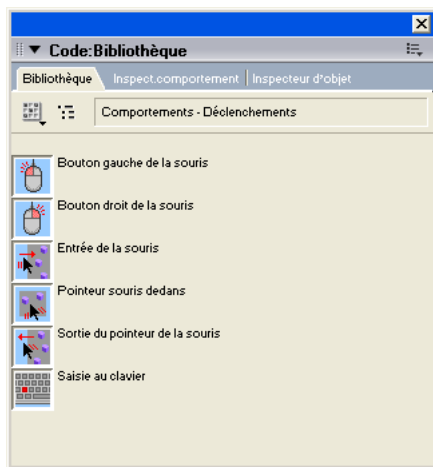 Code:Bibliothèque
Bibliothèque Inspect.comportement Inspecteur d'objet
Comportements - Déclenchements
Bouton gauche de la souris
Bouton droit de la souris
Entrée de la souris
Pointeur souris dedans
Sortie du pointeur de la souris
Saisie au clavier